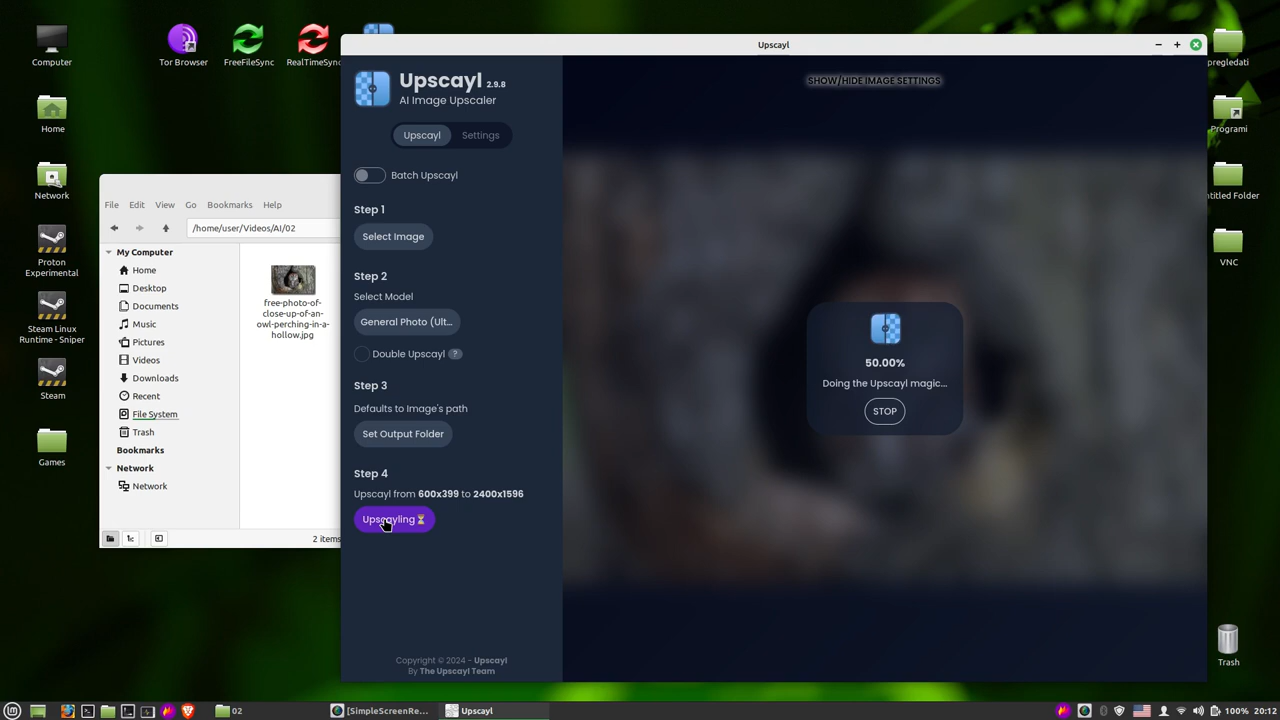 Computer
Tor Browser
FreeFileSync
RealTimeSync
Home
Network
Proton
Experimental
Steam Linux
Runtime - Sniper
Steam
Games
File Edit View Go Bookmarks Help
/home/user/Videos/AI/02
My Computer
Home
Desktop
Documents
Music
Pictures
Videos
Downloads
Recent
File System
Trash
Bookmarks
Network
Network
free-photo-of-
close-up-of-an-
owl-perching-in-a-
hollow.jpg
2 items
Upscayl
Upscayl 2.9.8
AI Image Upscaler
Upscayl Settings
Batch Upscayl
Step 1
Select Image
Step 2
Select Model
General Photo (Ult...
Double Upscayl ?
Step 3
Defaults to Image's path
Set Output Folder
Step 4
Upscayl from 600x399 to 2400x1596
Upscayling⏳
Copyright © 2024 - Upscayl
By The Upscayl Team
SHOW/HIDE IMAGE SETTINGS
50.00%
Doing the Upscayl magic...
STOP
pregledati
Programi
ntitled Folder
VNC
Trash
02
[SimpleScreenRe...
Upscayl
100% 20:12